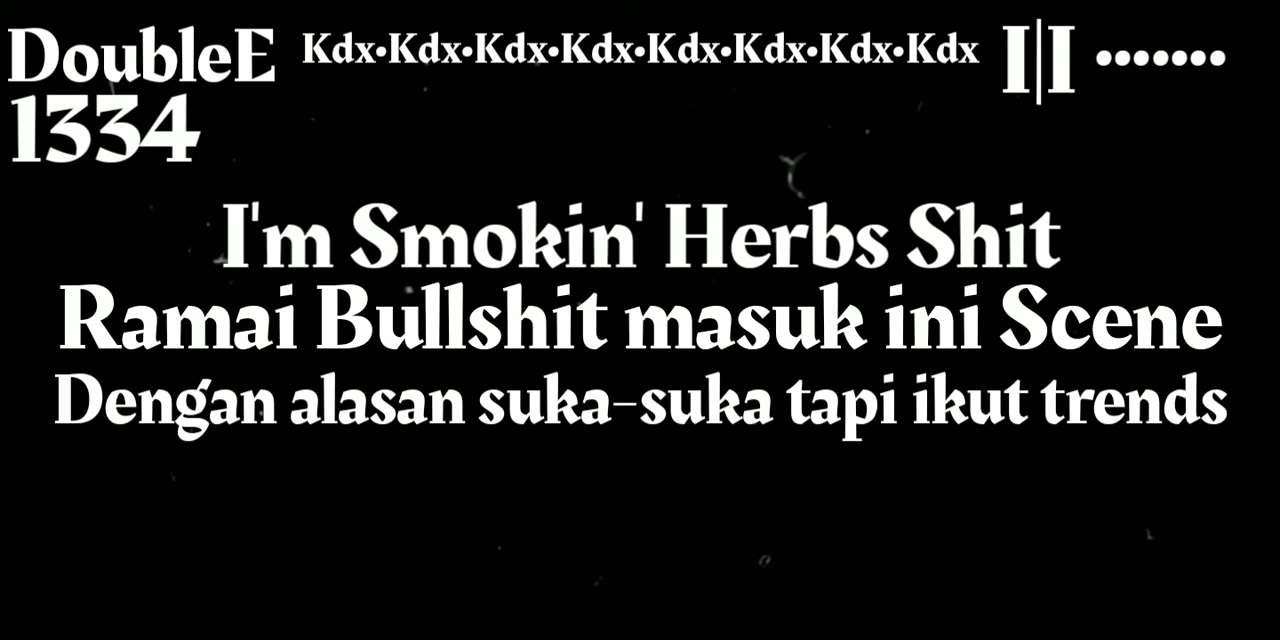 DoubleE Kdx•Kdx•Kdx•Kdx•Kdx•Kdx•Kdx•Kdx I|I •••••••
1334
I'm Smokin' Herbs Shit
Ramai Bullshit masuk ini Scene
Dengan alasan suka-suka tapi ikut trends